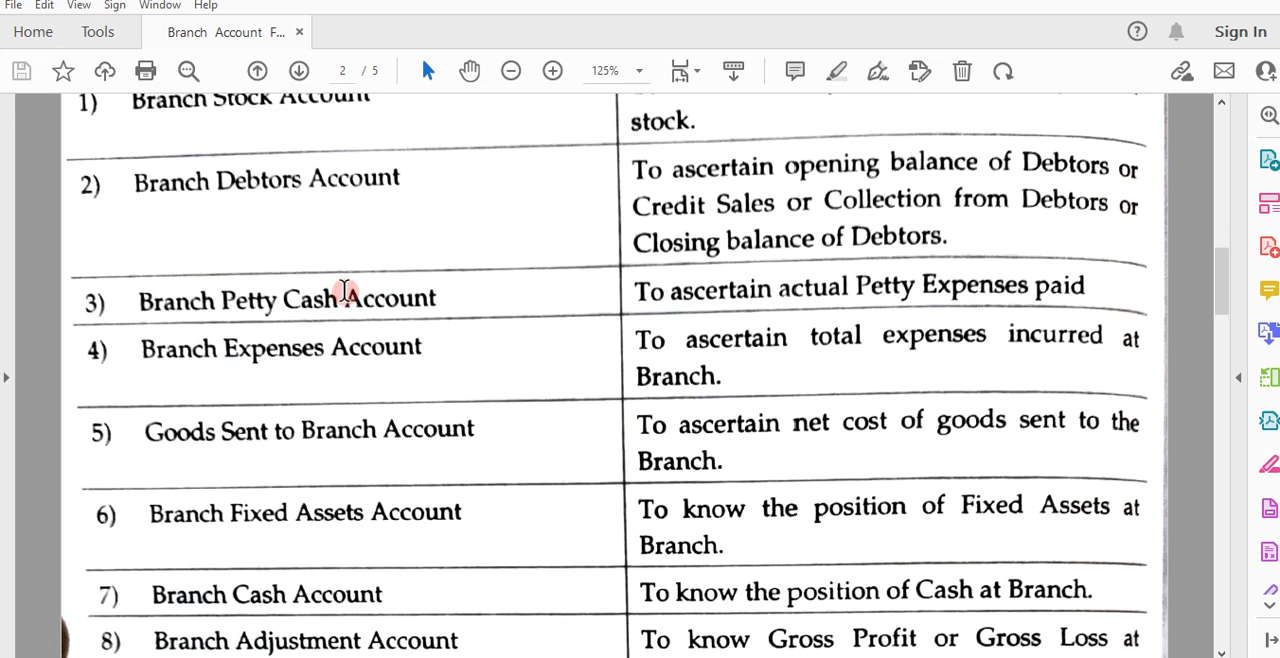 File Edit View Sign Window Help
Home Tools Branch Account F... × Sign In
2 / 5 125%
1) Branch Stock Account
stock.
2) Branch Debtors Account
To ascertain opening balance of Debtors or
Credit Sales or Collection from Debtors or
Closing balance of Debtors.
3) Branch Petty Cash Account
To ascertain actual Petty Expenses paid
4) Branch Expenses Account
To ascertain total expenses incurred at
Branch.
5) Goods Sent to Branch Account
To ascertain net cost of goods sent to the
Branch.
6) Branch Fixed Assets Account
To know the position of Fixed Assets at
Branch.
7) Branch Cash Account
To know the position of Cash at Branch.
8) Branch Adjustment Account
To know Gross Profit or Gross Loss at